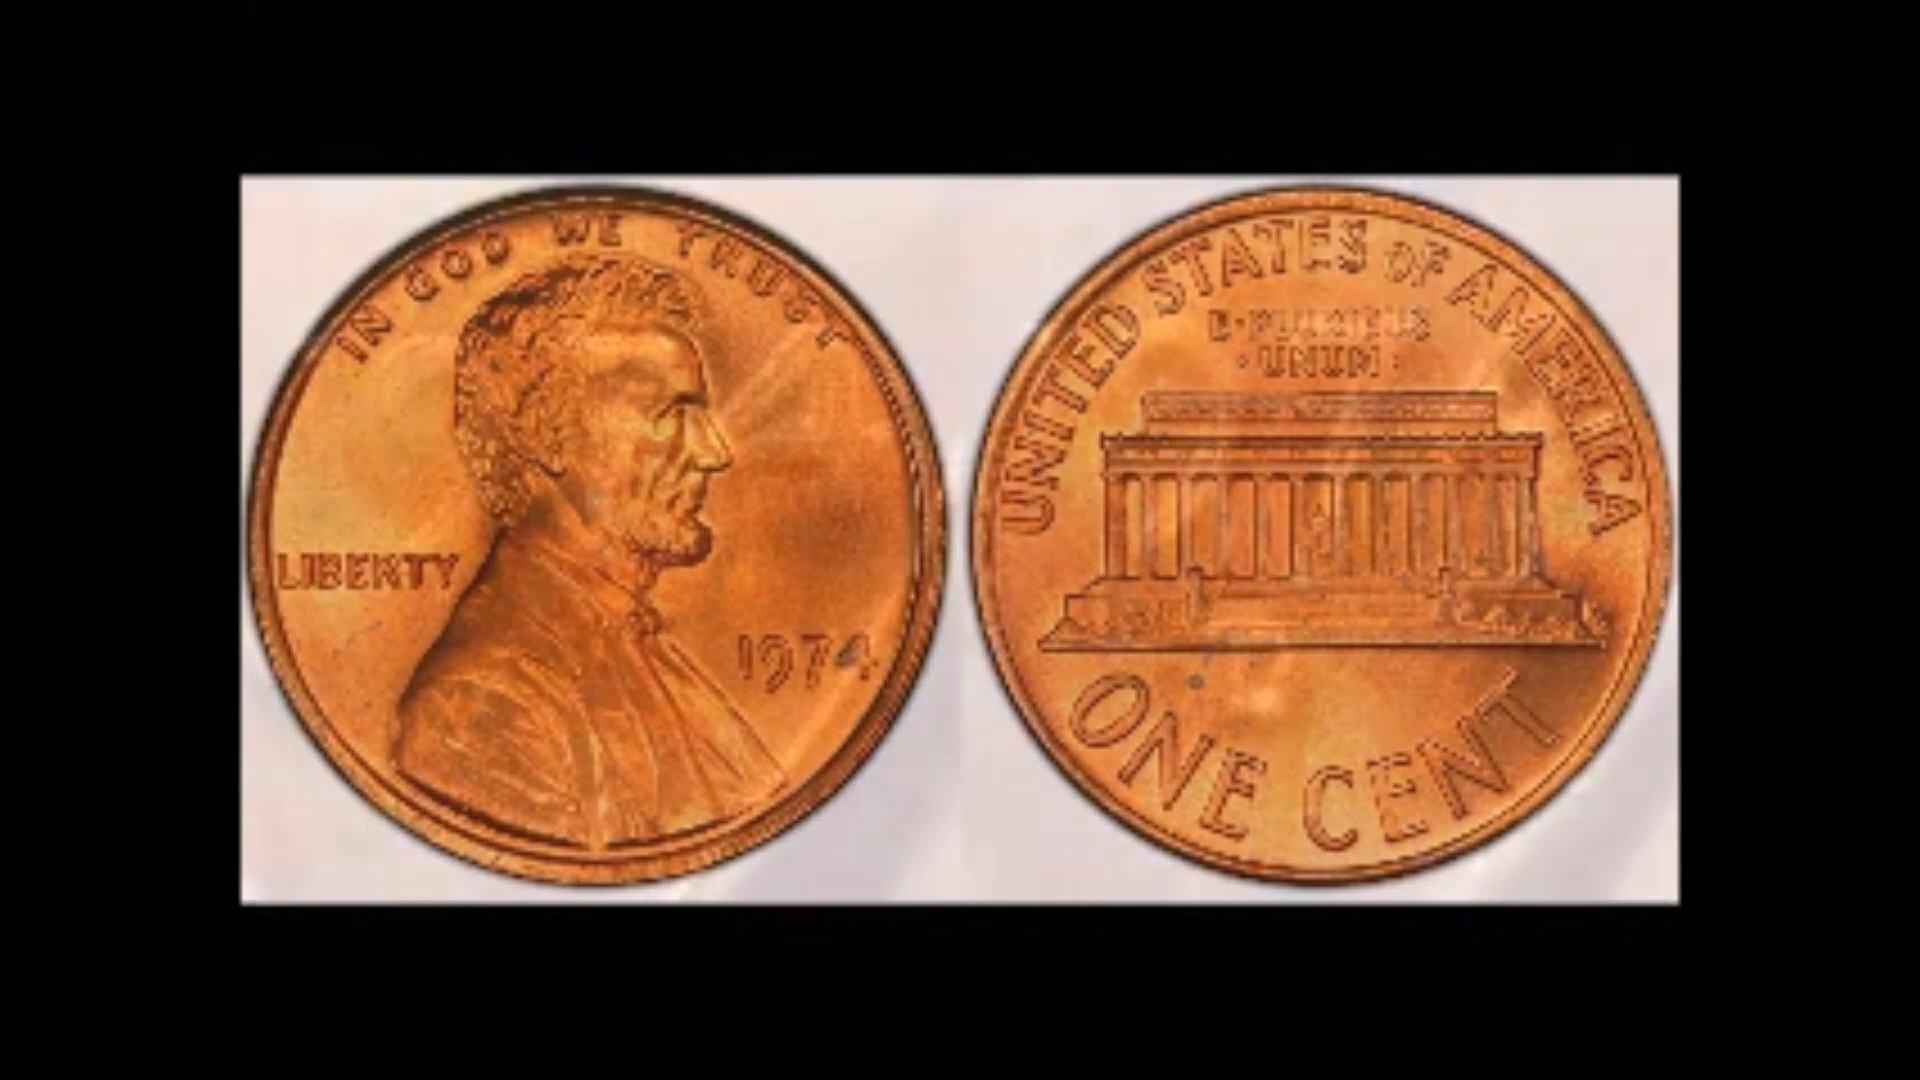 IN GOD WE TRUST
LIBERTY
1974
UNITED STATES OF AMERICA
E·PLURIBUS
·UNUM·
ONE CENT